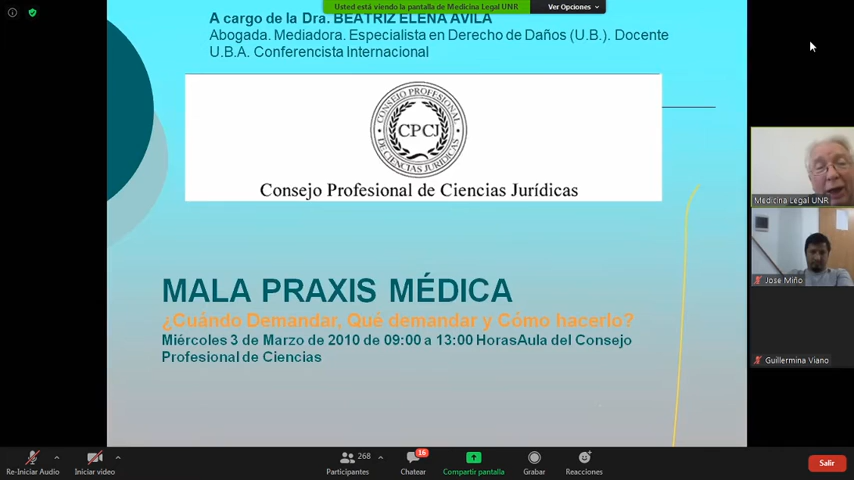 Usted está viendo la pantalla de Medicina Legal UNR
Ver Opciones
A cargo de la Dra. BEATRIZ ELENA AVILA
Abogada. Mediadora. Especialista en Derecho de Daños (U.B.). Docente
U.B.A. Conferencista Internacional
CONSEJO PROFESIONAL
CPCJ
DE CIENCIAS JURIDICAS
Consejo Profesional de Ciencias Jurídicas
MALA PRAXIS MÉDICA
¿Cuándo Demandar, Qué demandar y Cómo hacerlo?
Miércoles 3 de Marzo de 2010 de 09:00 a 13:00 HorasAula del Consejo
Profesional de Ciencias
Medicina Legal UNR
Jose Miño
Guillermina Viano
Re-Iniciar Audio
Iniciar video
268
Participantes
16
Chatear
Compartir pantalla
Grabar
Reacciones
Salir